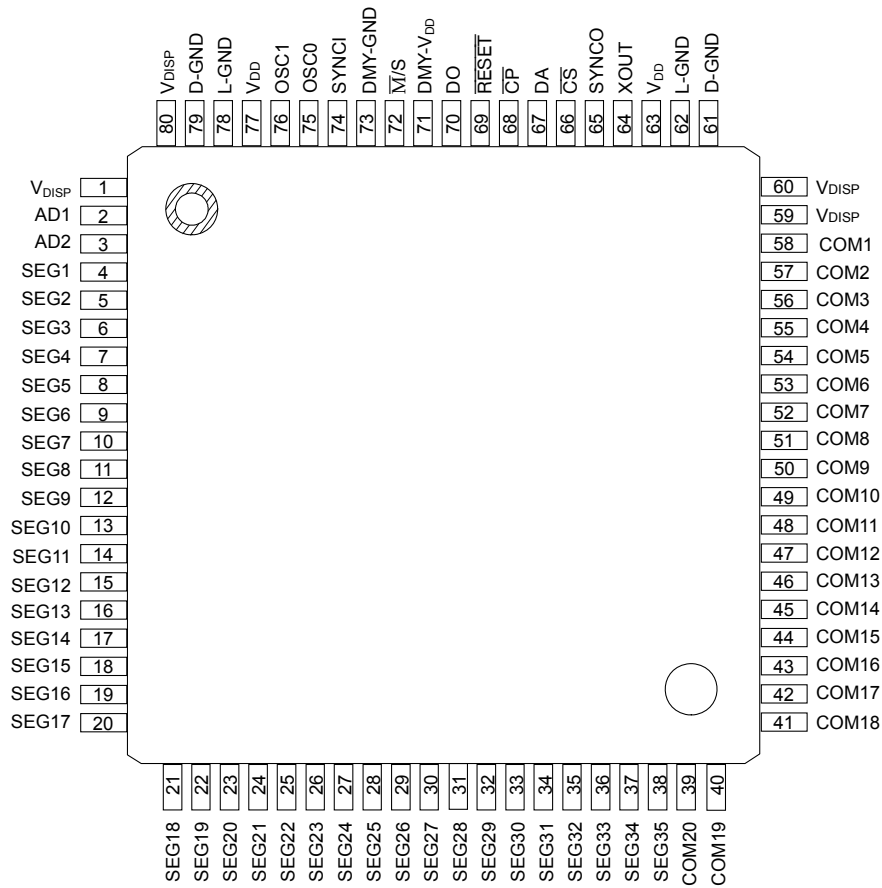 VDISP
D-GND
L-GND
VDD
OSC1
OSC0
SYNCI
DMY-GND
M̅/S
DMY-VDD
DO
R̅E̅S̅E̅T̅
C̅P̅
DA
C̅S̅
SYNCO
XOUT
VDD
L-GND
D-GND
80 79 78 77 76 75 74 73 72 71 70 69 68 67 66 65 64 63 62 61
VDISP 1
AD1 2
AD2 3
SEG1 4
SEG2 5
SEG3 6
SEG4 7
SEG5 8
SEG6 9
SEG7 10
SEG8 11
SEG9 12
SEG10 13
SEG11 14
SEG12 15
SEG13 16
SEG14 17
SEG15 18
SEG16 19
SEG17 20
60 VDISP
59 VDISP
58 COM1
57 COM2
56 COM3
55 COM4
54 COM5
53 COM6
52 COM7
51 COM8
50 COM9
49 COM10
48 COM11
47 COM12
46 COM13
45 COM14
44 COM15
43 COM16
42 COM17
41 COM18
21 22 23 24 25 26 27 28 29 30 31 32 33 34 35 36 37 38 39 40
SEG18
SEG19
SEG20
SEG21
SEG22
SEG23
SEG24
SEG25
SEG26
SEG27
SEG28
SEG29
SEG30
SEG31
SEG32
SEG33
SEG34
SEG35
COM20
COM19